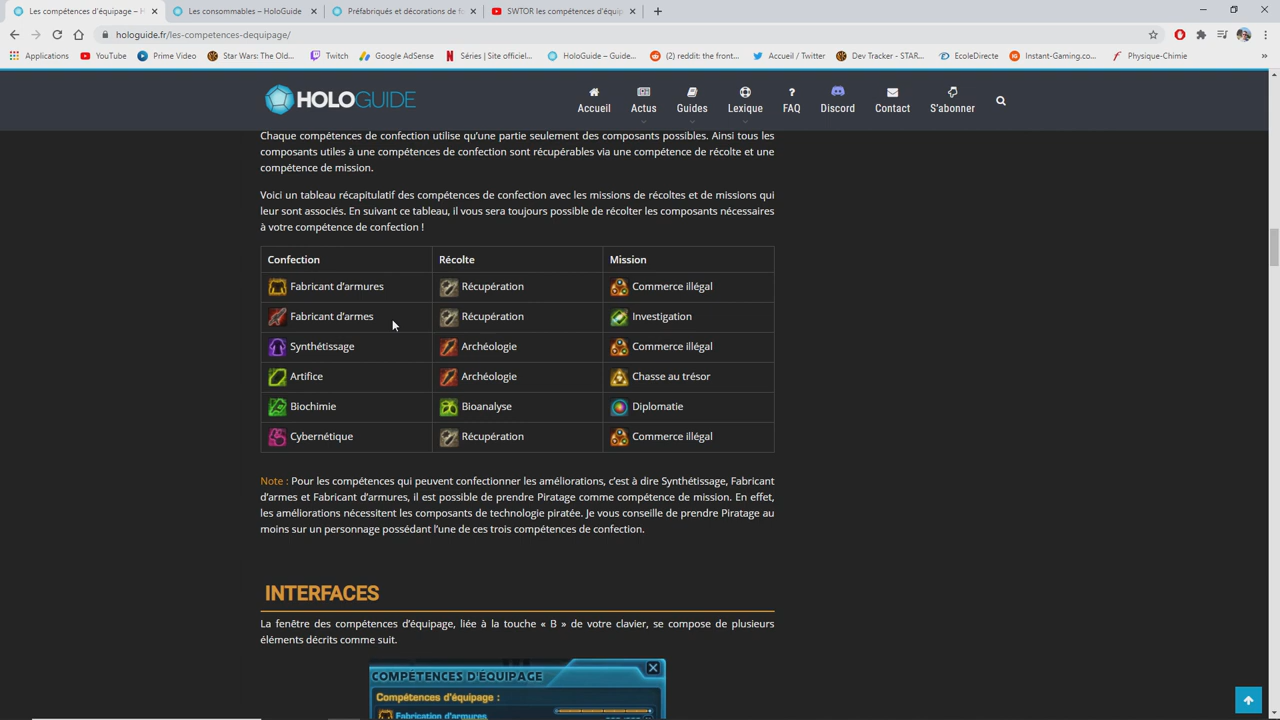 Les compétences d'équipage – H
Les consommables – HoloGuide
Préfabriqués et décorations de fo
SWTOR les compétences d'équip
hologuide.fr/les-competences-dequipage/
Applications
YouTube
Prime Video
Star Wars: The Old...
Twitch
Google AdSense
Séries | Site officiel...
HoloGuide – Guide...
(2) reddit: the front...
Accueil / Twitter
Dev Tracker - STAR...
EcoleDirecte
Instant-Gaming.co...
Physique-Chimie
HOLOGUIDE
Accueil
Actus
Guides
Lexique
FAQ
Discord
Contact
S'abonner
Chaque compétences de confection utilise qu'une partie seulement des composants possibles. Ainsi tous les
composants utiles à une compétences de confection sont récupérables via une compétence de récolte et une
compétence de mission.
Voici un tableau récapitulatif des compétences de confection avec les missions de récoltes et de missions qui
leur sont associés. En suivant ce tableau, il vous sera toujours possible de récolter les composants nécessaires
à votre compétence de confection !
Confection Récolte Mission
Fabricant d'armures Récupération Commerce illégal
Fabricant d'armes Récupération Investigation
Synthétissage Archéologie Commerce illégal
Artifice Archéologie Chasse au trésor
Biochimie Bioanalyse Diplomatie
Cybernétique Récupération Commerce illégal
Note : Pour les compétences qui peuvent confectionner les améliorations, c'est à dire Synthétissage, Fabricant
d'armes et Fabricant d'armures, il est possible de prendre Piratage comme compétence de mission. En effet,
les améliorations nécessitent les composants de technologie piratée. Je vous conseille de prendre Piratage au
moins sur un personnage possédant l'une de ces trois compétences de confection.
INTERFACES
La fenêtre des compétences d'équipage, liée à la touche « B » de votre clavier, se compose de plusieurs
éléments décrits comme suit.
COMPÉTENCES D'ÉQUIPAGE
Compétences d'équipage :
Fabrication d'armures